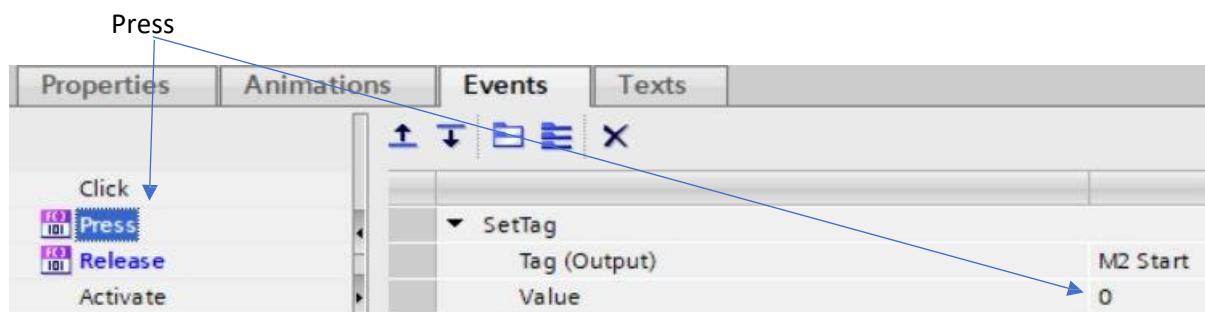 Press
Properties Animations Events Texts
Click
Press
SetTag
Release
Tag (Output) M2 Start
Activate
Value 0